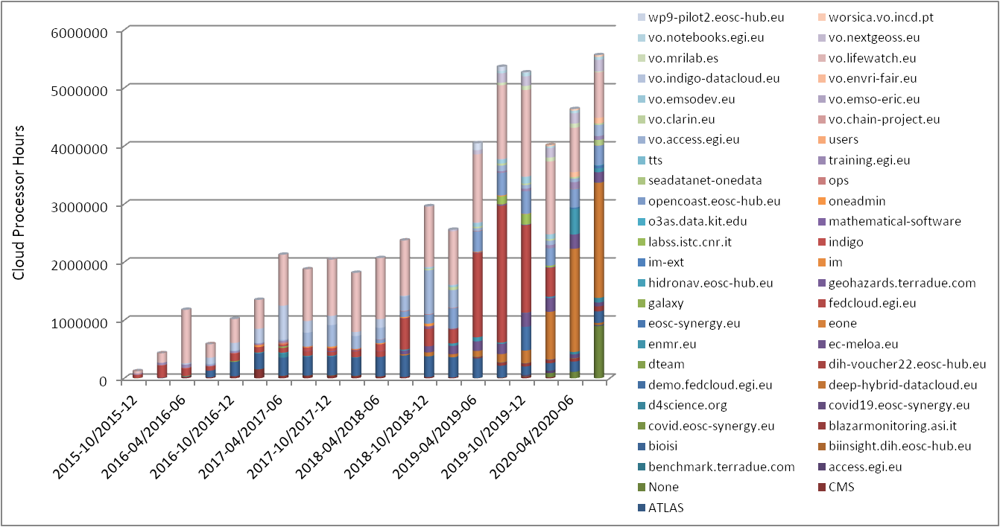 Cloud Processor Hours
6000000
5000000
4000000
3000000
2000000
1000000
0
2015-10/2015-12
2016-04/2016-06
2016-10/2016-12
2017-04/2017-06
2017-10/2017-12
2018-04/2018-06
2018-10/2018-12
2019-04/2019-06
2019-10/2019-12
2020-04/2020-06
wp9-pilot2.eosc-hub.eu worsica.vo.incd.pt
vo.notebooks.egi.eu vo.nextgeoss.eu
vo.mrilab.es vo.lifewatch.eu
vo.indigo-datacloud.eu vo.envri-fair.eu
vo.emsodev.eu vo.emso-eric.eu
vo.clarin.eu vo.chain-project.eu
vo.access.egi.eu users
tts training.egi.eu
seadatanet-onedata ops
opencoast.eosc-hub.eu oneadmin
o3as.data.kit.edu mathematical-software
labss.istc.cnr.it indigo
im-ext im
hidronav.eosc-hub.eu geohazards.terradue.com
galaxy fedcloud.egi.eu
eosc-synergy.eu eone
enmr.eu ec-meloa.eu
dteam dih-voucher22.eosc-hub.eu
demo.fedcloud.egi.eu deep-hybrid-datacloud.eu
d4science.org covid19.eosc-synergy.eu
covid.eosc-synergy.eu blazarmonitoring.asi.it
bioisi biinsight.dih.eosc-hub.eu
benchmark.terradue.com access.egi.eu
None CMS
ATLAS